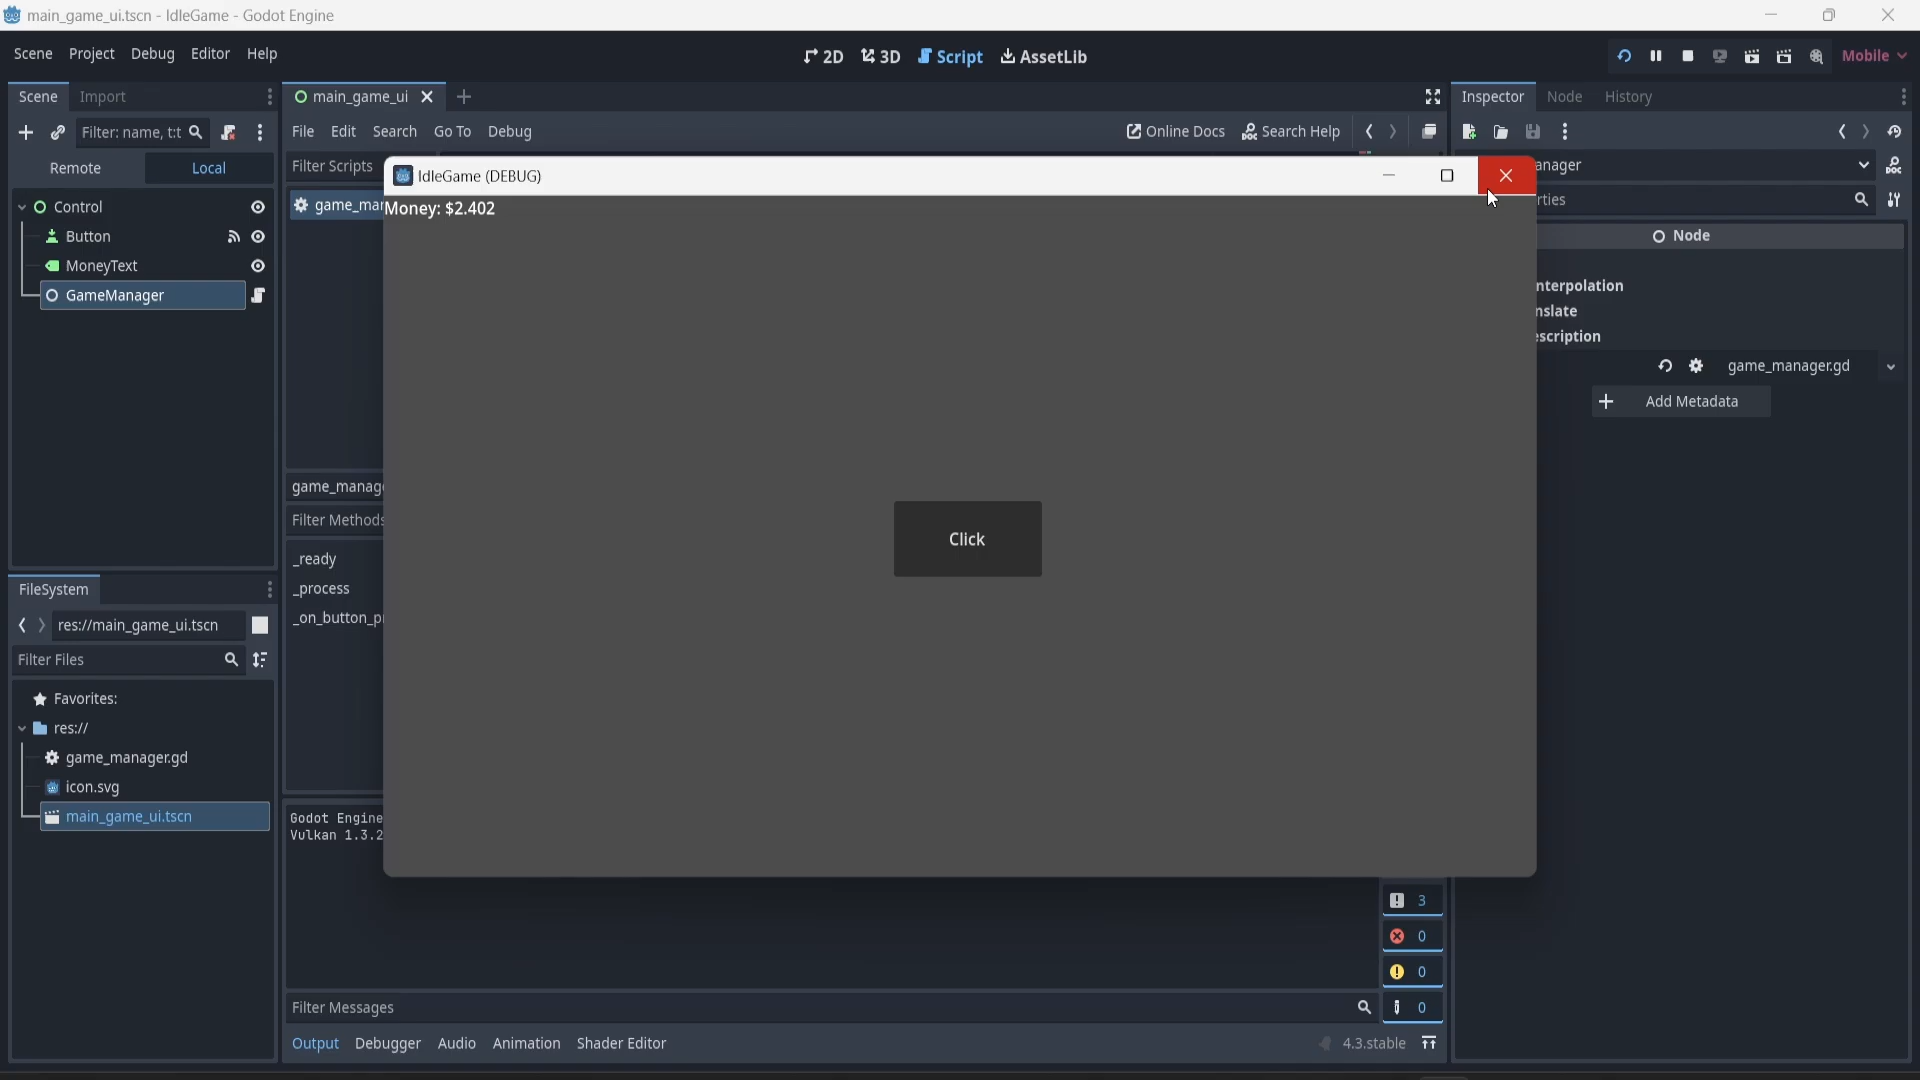 main_game_ui.tscn - IdleGame - Godot Engine
Scene Project Debug Editor Help
2D 3D Script AssetLib
Mobile
Scene Import
main_game_ui
Inspector Node History
Filter: name, t:t
File Edit Search Go To Debug
Online Docs Search Help
Remote Local
Filter Scripts
IdleGame (DEBUG)
anager
Control
game_mar
Money: $2.402
rties
Button
Node
MoneyText
GameManager
nterpolation
nslate
escription
game_manager.gd
Add Metadata
game_manage
Filter Methods
Click
_ready
_process
_on_button_pr
FileSystem
res://main_game_ui.tscn
Filter Files
Favorites:
res://
game_manager.gd
icon.svg
main_game_ui.tscn
Godot Engine
Vulkan 1.3.2
3
0
0
0
Filter Messages
Output Debugger Audio Animation Shader Editor
4.3.stable